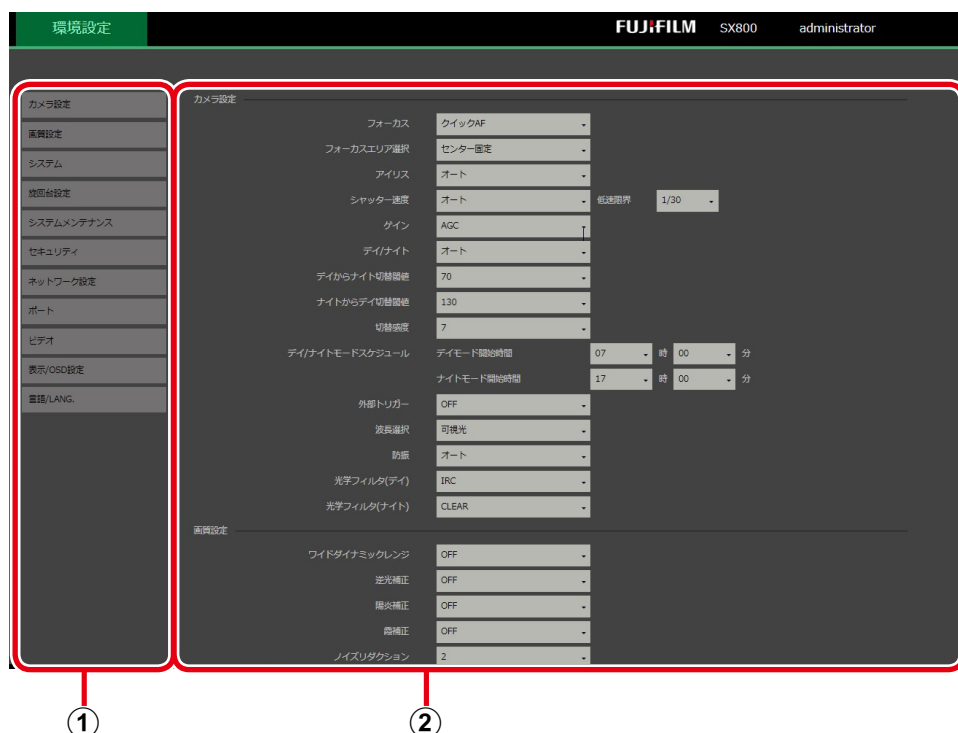 環境設定
FUJIFILM SX800 administrator
カメラ設定
画質設定
システム
旋回台設定
システムメンテナンス
セキュリティ
ネットワーク設定
ポート
ビデオ
表示/OSD設定
言語/LANG.
カメラ設定
フォーカス クイックAF
フォーカスエリア選択 センター固定
アイリス オート
シャッター速度 オート 低速限界 1/30
ゲイン AGC
デイ/ナイト オート
デイからナイト切替閾値 70
ナイトからデイ切替閾値 130
切替感度 7
デイ/ナイトモードスケジュール デイモード開始時間 07 時 00 分
ナイトモード開始時間 17 時 00 分
外部トリガー OFF
波長選択 可視光
防振 オート
光学フィルタ(デイ) IRC
光学フィルタ(ナイト) CLEAR
画質設定
ワイドダイナミックレンジ OFF
逆光補正 OFF
陽炎補正 OFF
霞補正 OFF
ノイズリダクション 2
① ②